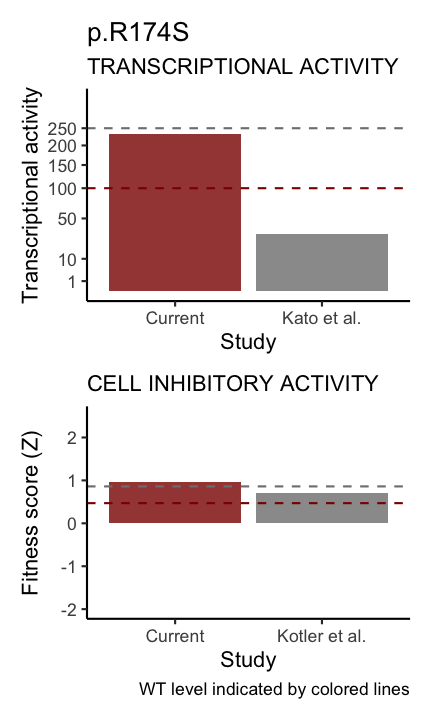 p.R174S
TRANSCRIPTIONAL ACTIVITY
Transcriptional activity
250
200
150
100
50
10
1
Current
Kato et al.
Study
CELL INHIBITORY ACTIVITY
Fitness score (Z)
2
1
0
-1
-2
Current
Kotler et al.
Study
WT level indicated by colored lines